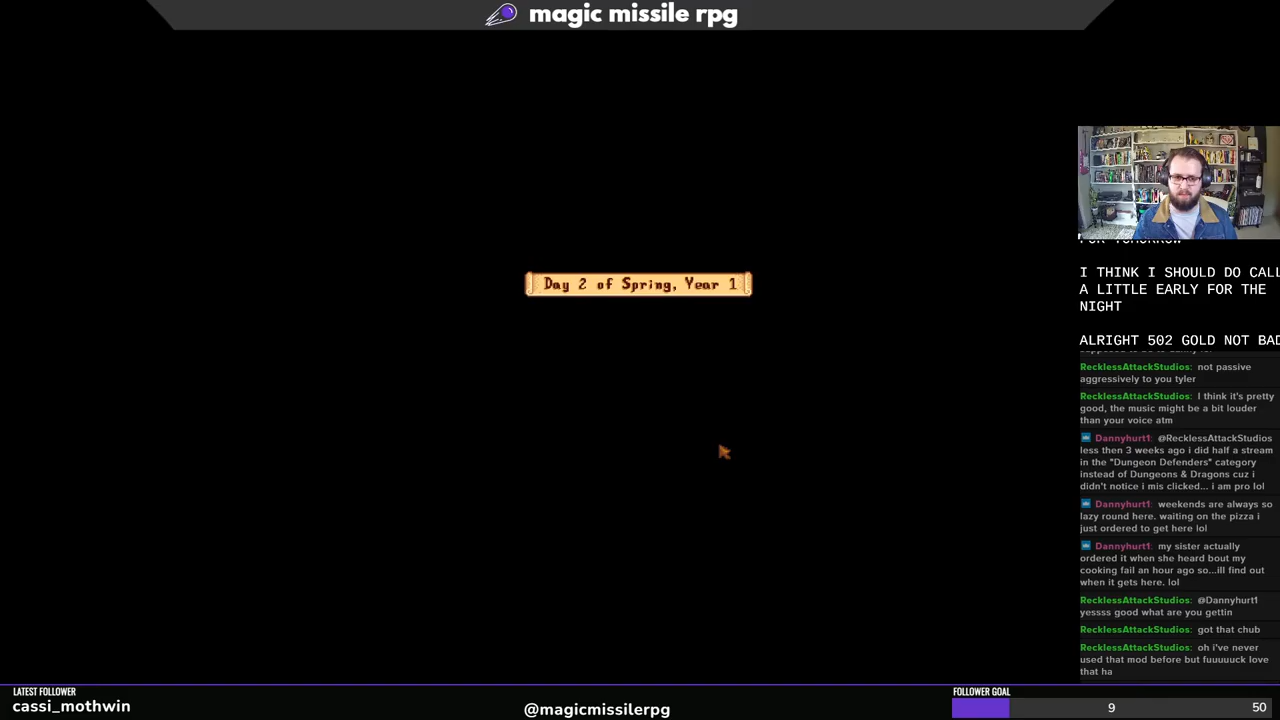 magic missile rpg
Day 2 of Spring, Year 1
FOR TOMORROW
I THINK I SHOULD DO CALL
A LITTLE EARLY FOR THE
NIGHT
ALRIGHT 502 GOLD NOT BAD
RecklessAttackStudios: not passive
aggressively to you tyler
RecklessAttackStudios: I think it's pretty
good, the music might be a bit louder
than your voice atm
Dannyhurt1: @RecklessAttackStudios
less then 3 weeks ago i did half a stream
in the "Dungeon Defenders" category
instead of Dungeons & Dragons cuz i
didn't notice i mis clicked... i am pro lol
Dannyhurt1: weekends are always so
lazy round here. waiting on the pizza i
just ordered to get here lol
Dannyhurt1: my sister actually
ordered it when she heard bout my
cooking fail an hour ago so...ill find out
when it gets here. lol
RecklessAttackStudios: @Dannyhurt1
yessss good what are you gettin
RecklessAttackStudios: got that chub
RecklessAttackStudios: oh i've never
used that mod before but fuuuuuck love
that ha
LATEST FOLLOWER
cassi_mothwin
@magicmissilerpg
FOLLOWER GOAL
9 50